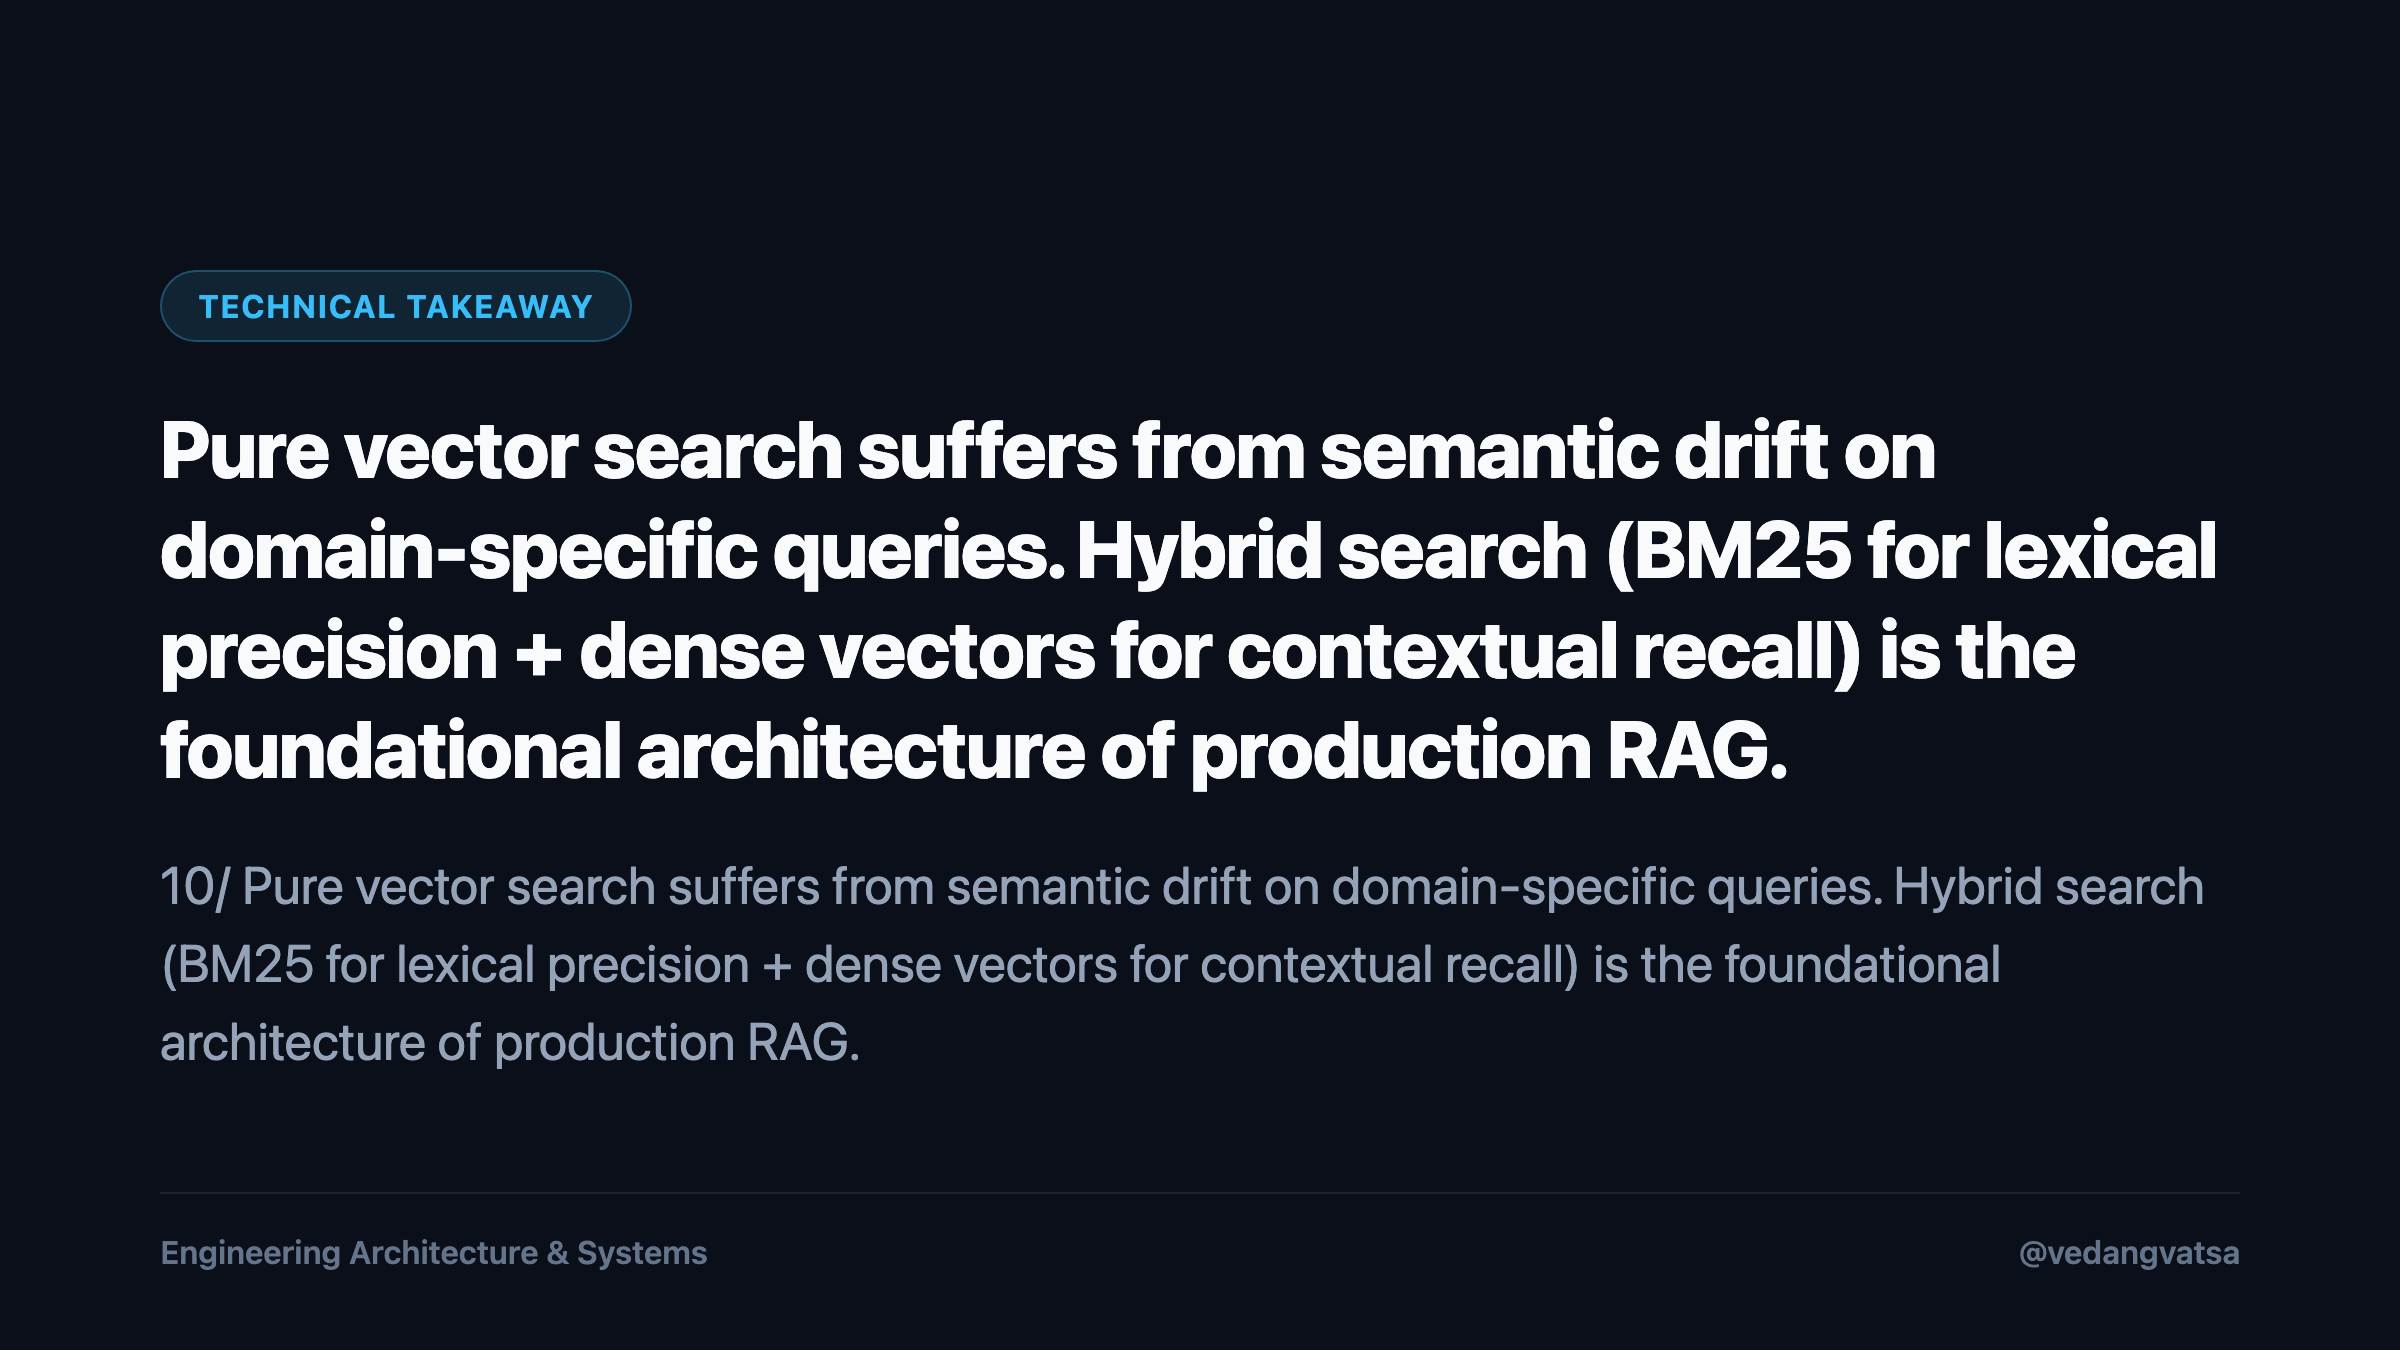 TECHNICAL TAKEAWAY
Pure vector search suffers from semantic drift on
domain-specific queries. Hybrid search (BM25 for lexical
precision + dense vectors for contextual recall) is the
foundational architecture of production RAG.
10/ Pure vector search suffers from semantic drift on domain-specific queries. Hybrid search
(BM25 for lexical precision + dense vectors for contextual recall) is the foundational
architecture of production RAG.
Engineering Architecture & Systems
@vedangvatsa